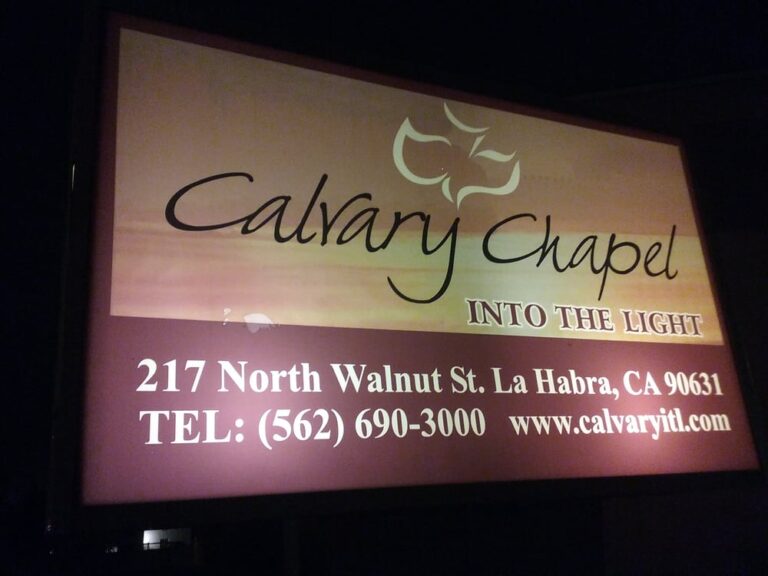 Calvary Chapel
INTO THE LIGHT
217 North Walnut St. La Habra, CA 90631
TEL: (562) 690-3000 www.calvaryitl.com